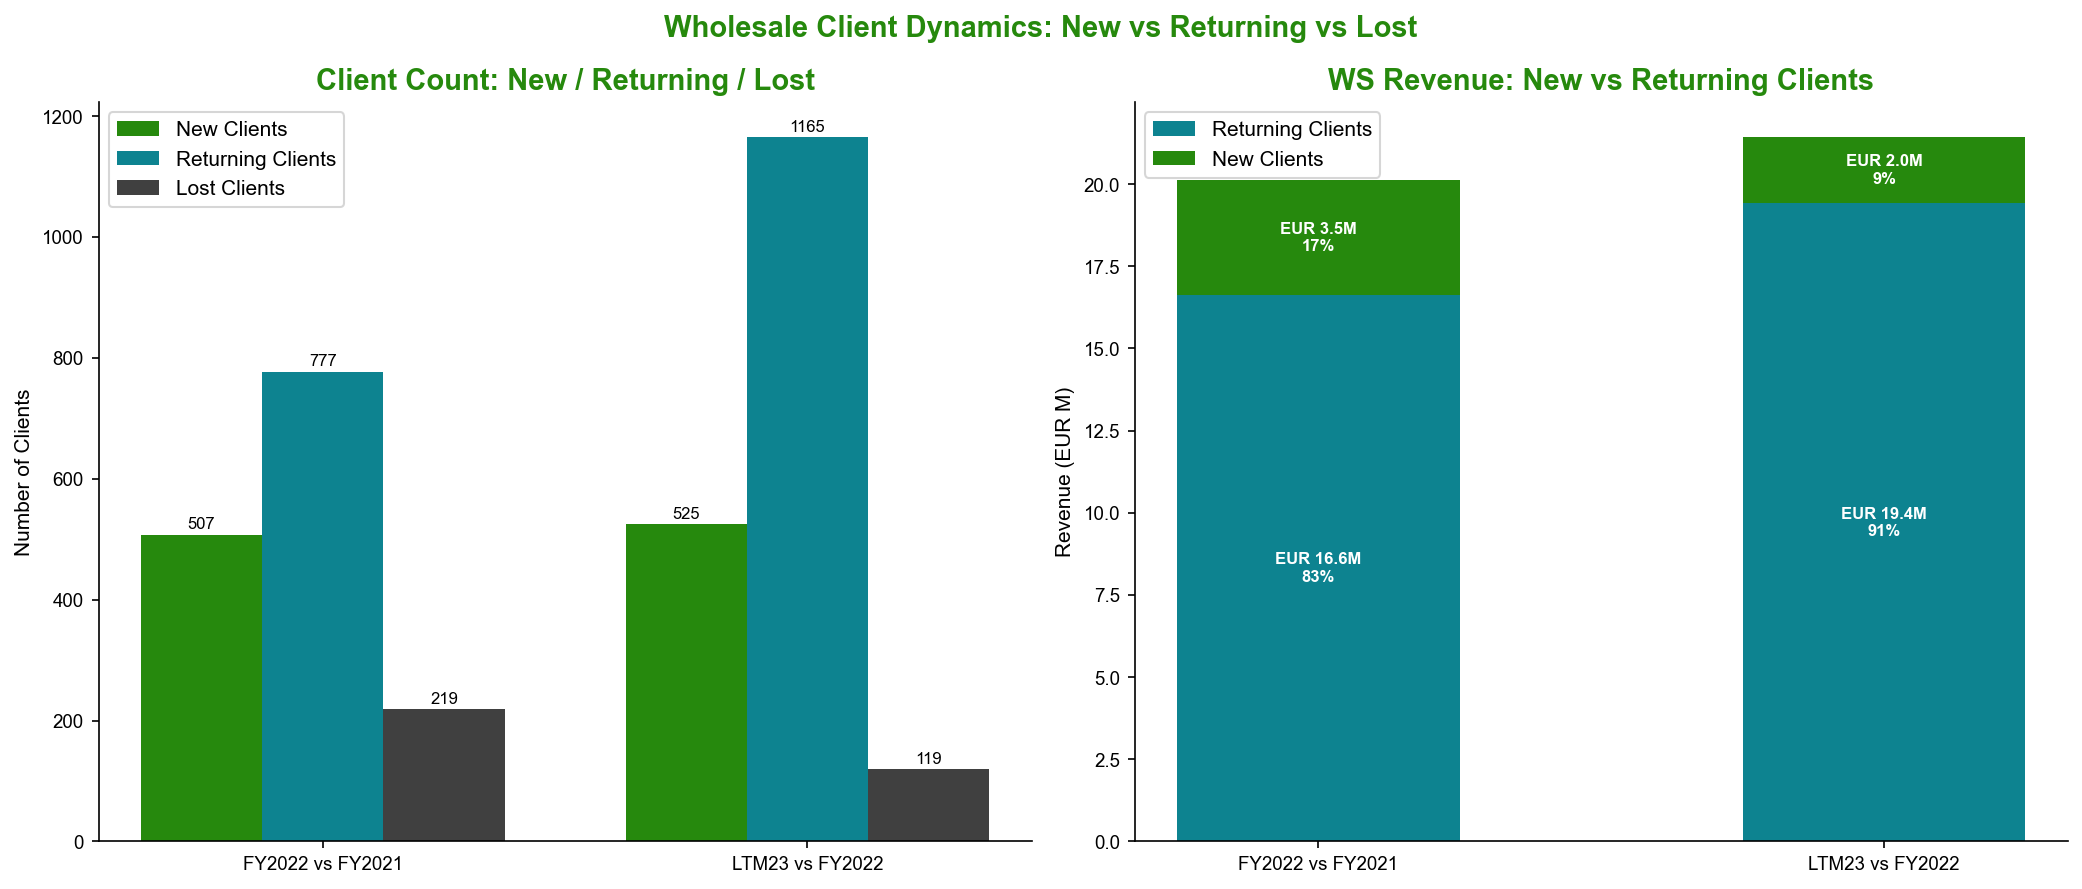 Wholesale Client Dynamics: New vs Returning vs Lost
Client Count: New / Returning / Lost
New Clients
Returning Clients
Lost Clients
Number of Clients
1200
1000
800
600
400
200
0
507
777
219
525
1165
119
FY2022 vs FY2021
LTM23 vs FY2022
WS Revenue: New vs Returning Clients
Returning Clients
New Clients
Revenue (EUR M)
20.0
17.5
15.0
12.5
10.0
7.5
5.0
2.5
0.0
EUR 3.5M
17%
EUR 16.6M
83%
EUR 2.0M
9%
EUR 19.4M
91%
FY2022 vs FY2021
LTM23 vs FY2022